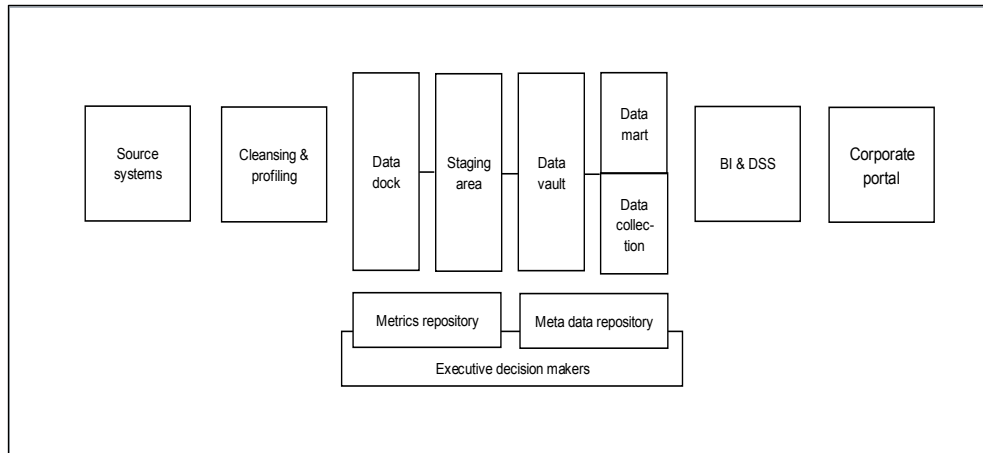 Source
systems
Cleansing &
profiling
Data
dock
Staging
area
Data
vault
Data
mart
Data
collec-
tion
BI & DSS
Corporate
portal
Metrics repository
Meta data repository
Executive decision makers